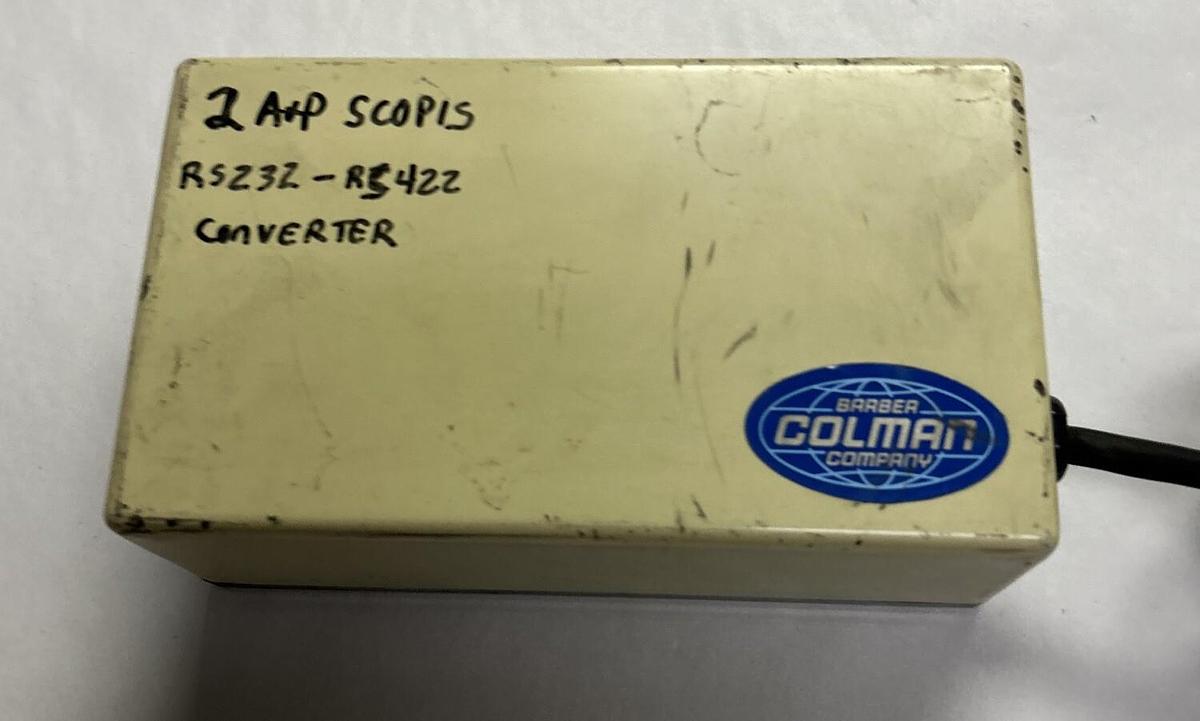 2 A+P SCOPIS
RS232-RS422
CONVERTER
BARBER
COLMAN
COMPANY